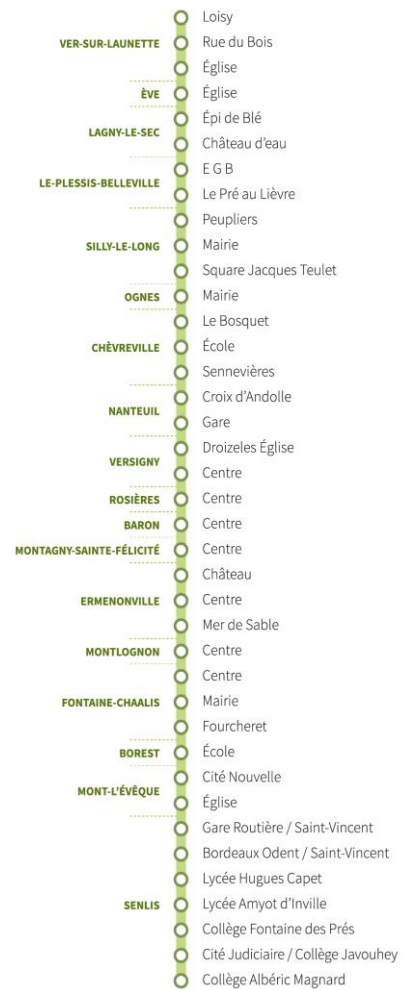 Loisy
VER-SUR-LAUNETTE
Rue du Bois
Église
ÈVE
Église
Épi de Blé
LAGNY-LE-SEC
Château d'eau
E G B
LE-PLESSIS-BELLEVILLE
Le Pré au Lièvre
Peupliers
SILLY-LE-LONG
Mairie
Square Jacques Teulet
OGNES
Mairie
Le Bosquet
CHÈVREVILLE
École
Sennevières
Croix d'Andolle
NANTEUIL
Gare
Droizeles Église
VERSIGNY
Centre
ROSIÈRES
Centre
BARON
Centre
MONTAGNY-SAINTE-FÉLICITÉ
Centre
Château
ERMENONVILLE
Centre
Mer de Sable
MONTLOGNON
Centre
Centre
FONTAINE-CHAALIS
Mairie
Fourcheret
BOREST
École
Cité Nouvelle
MONT-L'ÉVÊQUE
Église
Gare Routière / Saint-Vincent
Bordeaux Odent / Saint-Vincent
Lycée Hugues Capet
SENLIS
Lycée Amyot d'Inville
Collège Fontaine des Prés
Cité Judiciaire / Collège Javouhey
Collège Albéric Magnard